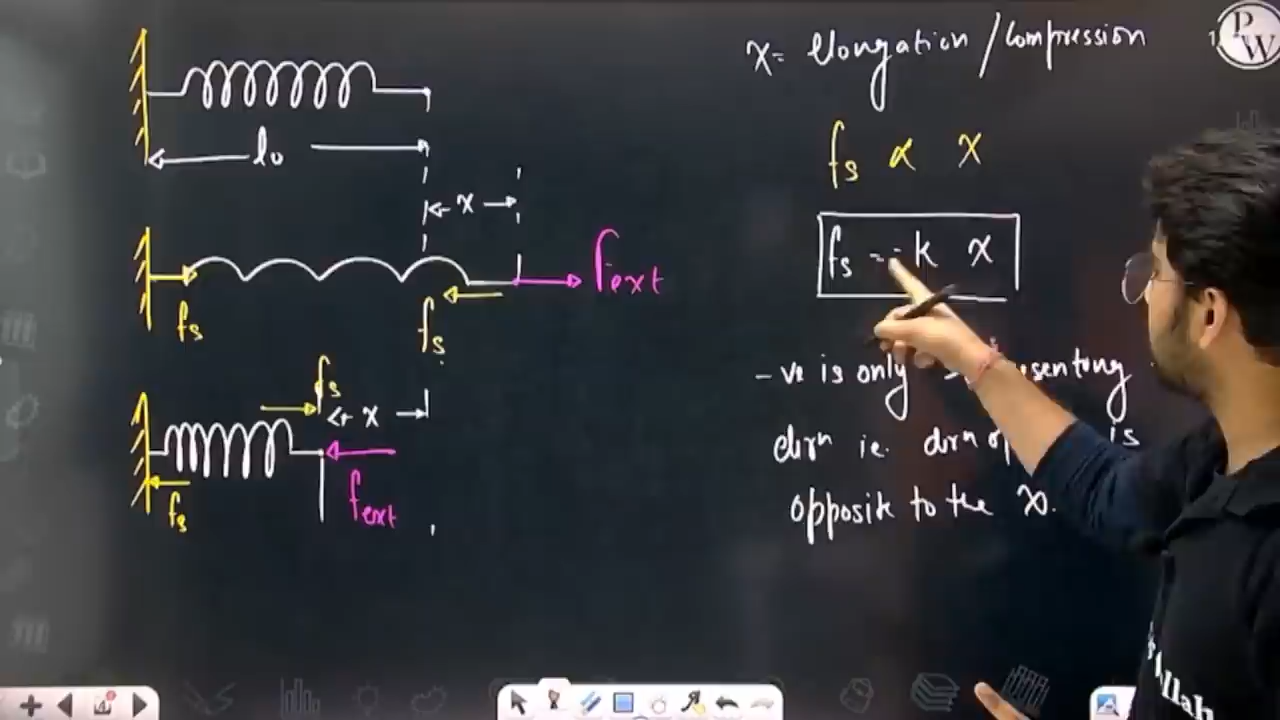 x = Elongation / Compression
PW
fs ∝ x
fs = - k x
- ve is only
dirn ie. dirn of is
opposite to the x.
l₀
← x →
fs
fs
fext
fs
← x →
fs
fext